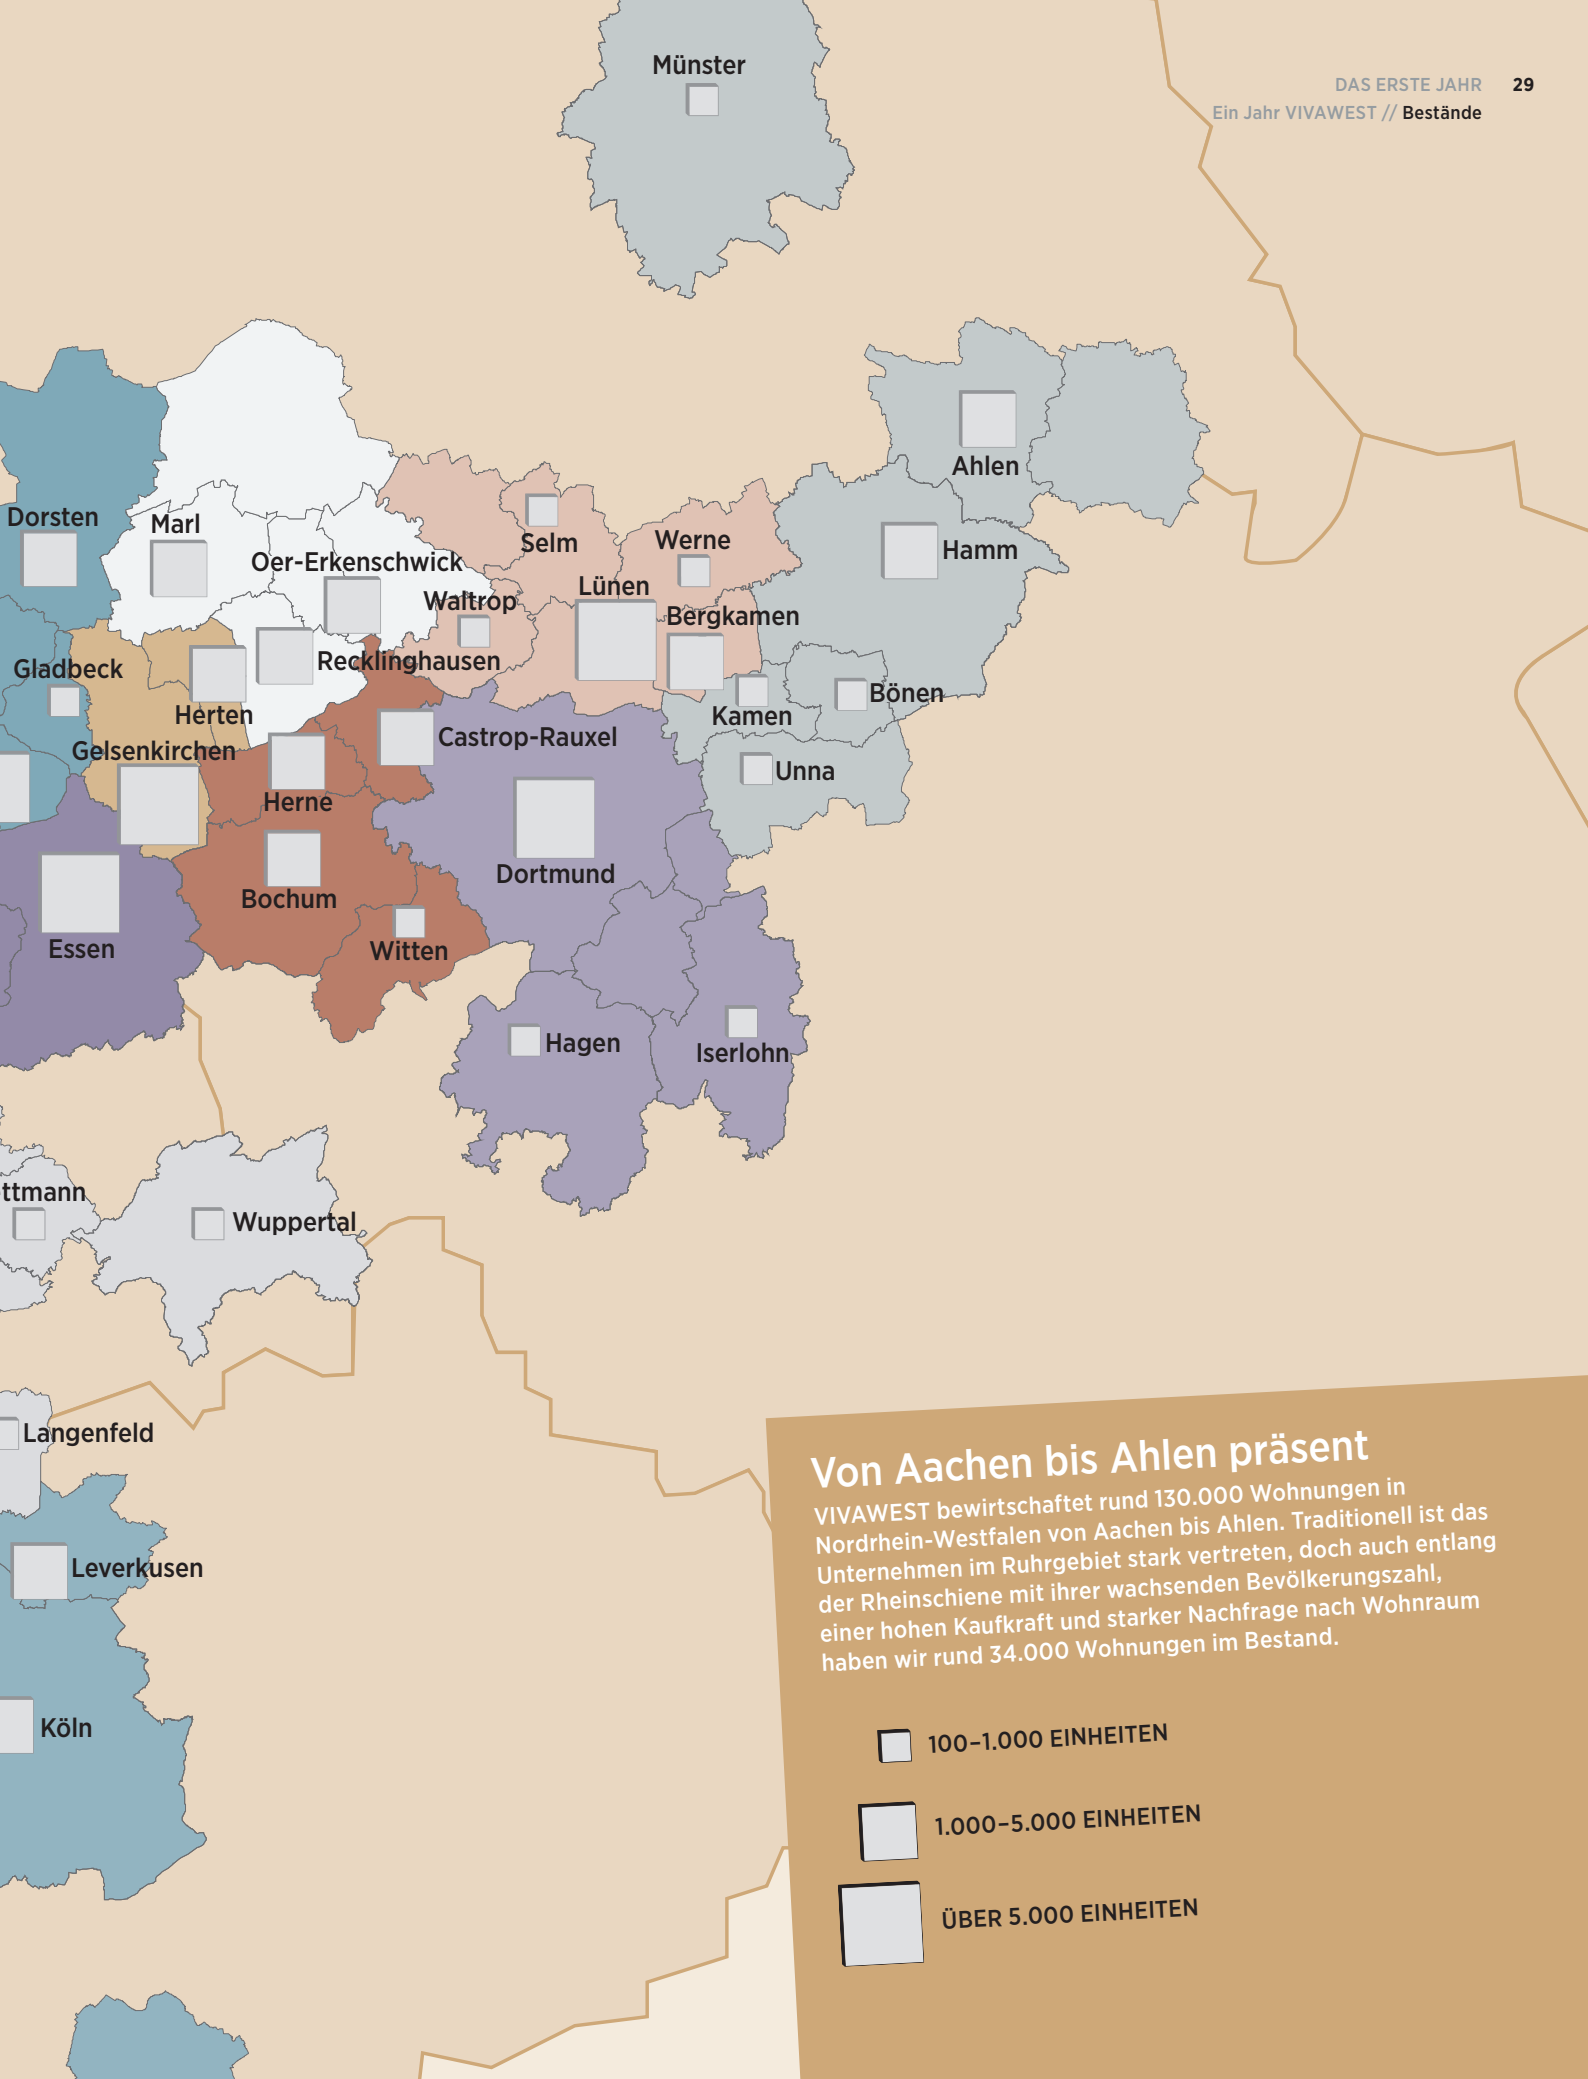 Münster
DAS ERSTE JAHR 29
Ein Jahr VIVAWEST // Bestände
Ahlen
Dorsten
Marl
Selm
Werne
Hamm
Oer-Erkenschwick
Lünen
Waltrop
Bergkamen
Gladbeck
Recklinghausen
Bönen
Herten
Kamen
Castrop-Rauxel
Gelsenkirchen
Unna
Herne
Dortmund
Bochum
Essen
Witten
Hagen
Iserlohn
ttmann
Wuppertal
Langenfeld
Leverkusen
Köln
Von Aachen bis Ahlen präsent
VIVAWEST bewirtschaftet rund 130.000 Wohnungen in
Nordrhein-Westfalen von Aachen bis Ahlen. Traditionell ist das
Unternehmen im Ruhrgebiet stark vertreten, doch auch entlang
der Rheinschiene mit ihrer wachsenden Bevölkerungszahl,
einer hohen Kaufkraft und starker Nachfrage nach Wohnraum
haben wir rund 34.000 Wohnungen im Bestand.
100–1.000 EINHEITEN
1.000–5.000 EINHEITEN
ÜBER 5.000 EINHEITEN